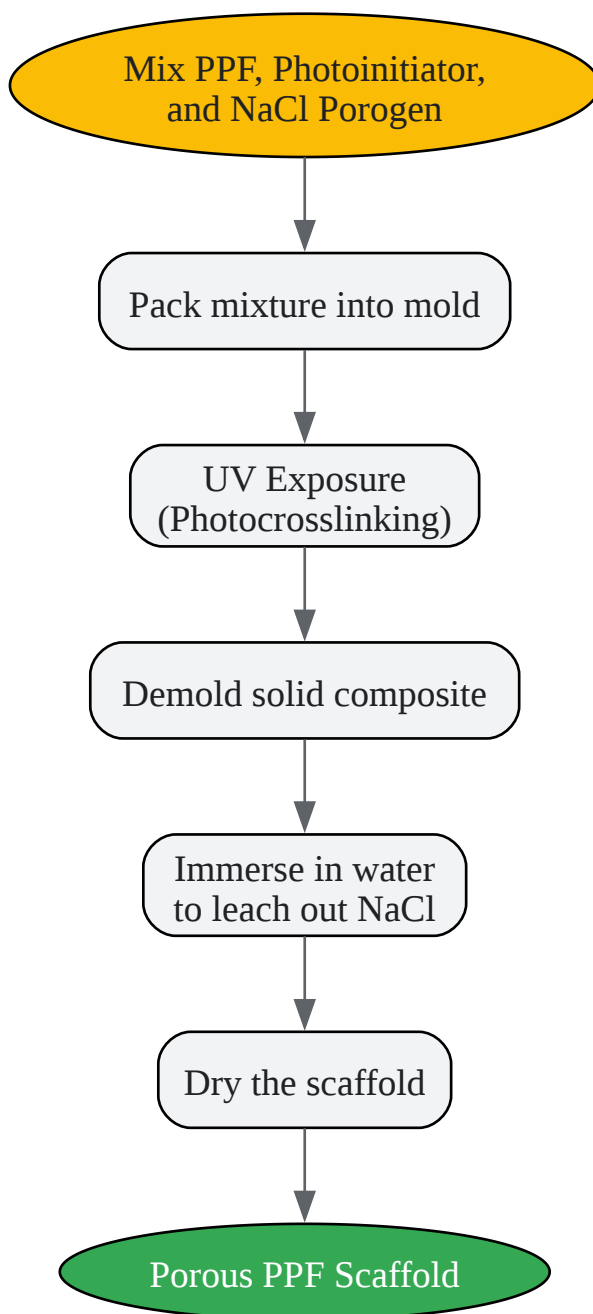 Mix PPF, Photoinitiator,
and NaCl Porogen
Pack mixture into mold
UV Exposure
(Photocrosslinking)
Demold solid composite
Immerse in water
to leach out NaCl
Dry the scaffold
Porous PPF Scaffold